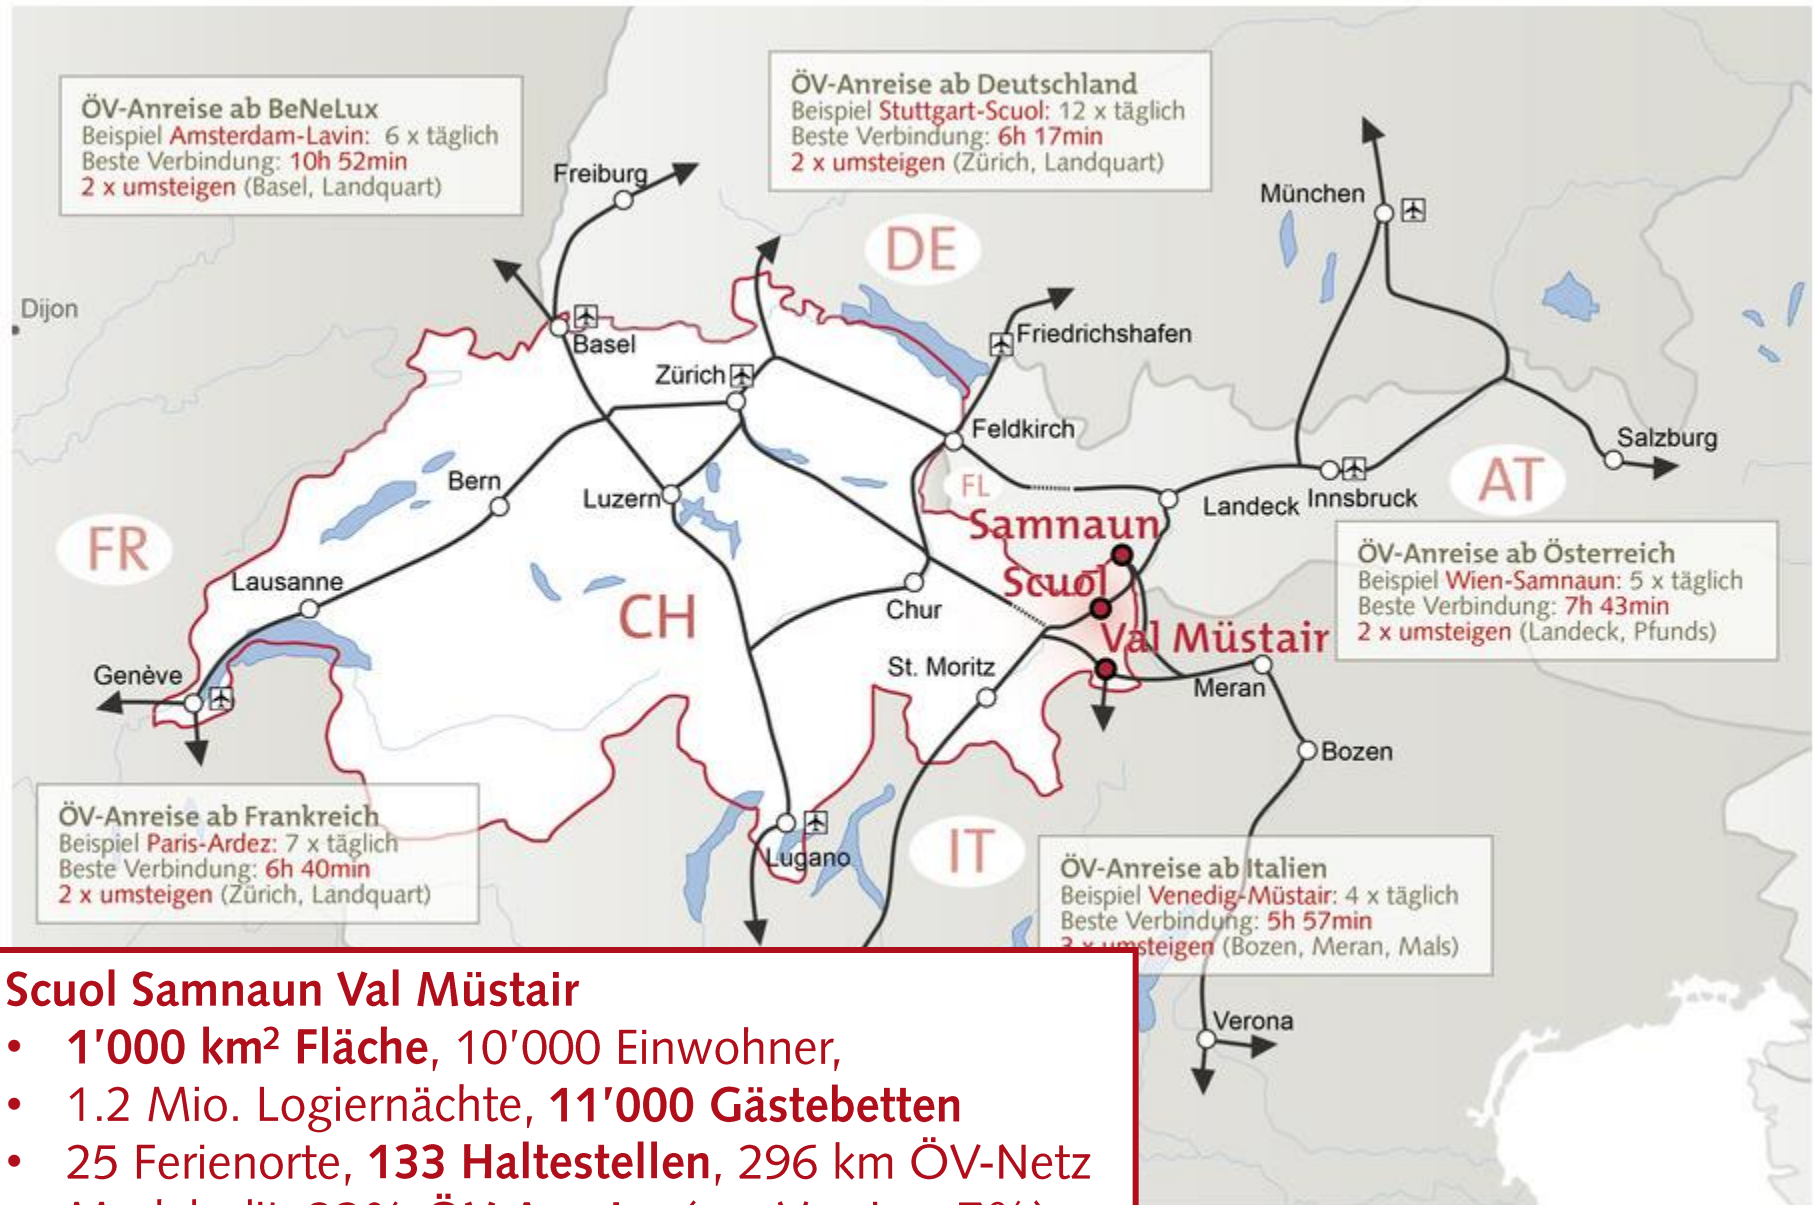 ÖV-Anreise ab BeNeLux
Beispiel Amsterdam-Lavin: 6 x täglich
Beste Verbindung: 10h 52min
2 x umsteigen (Basel, Landquart)
ÖV-Anreise ab Deutschland
Beispiel Stuttgart-Scuol: 12 x täglich
Beste Verbindung: 6h 17min
2 x umsteigen (Zürich, Landquart)
Freiburg
München
DE
Dijon
Basel
Friedrichshafen
Zürich
Feldkirch
Salzburg
Bern
Luzern
FL
AT
Landeck
Innsbruck
Samnaun
FR
ÖV-Anreise ab Österreich
Beispiel Wien-Samnaun: 5 x täglich
Beste Verbindung: 7h 43min
2 x umsteigen (Landeck, Pfunds)
Lausanne
Scuol
CH
Chur
Val Müstair
Genève
St. Moritz
Meran
Bozen
ÖV-Anreise ab Frankreich
Beispiel Paris-Ardez: 7 x täglich
Beste Verbindung: 6h 40min
2 x umsteigen (Zürich, Landquart)
Lugano
IT
ÖV-Anreise ab Italien
Beispiel Venedig-Müstair: 4 x täglich
Beste Verbindung: 5h 57min
3 x umsteigen (Bozen, Meran, Mals)
Verona
Scuol Samnaun Val Müstair
• 1’000 km² Fläche, 10’000 Einwohner,
• 1.2 Mio. Logiernächte, 11’000 Gästebetten
• 25 Ferienorte, 133 Haltestellen, 296 km ÖV-Netz